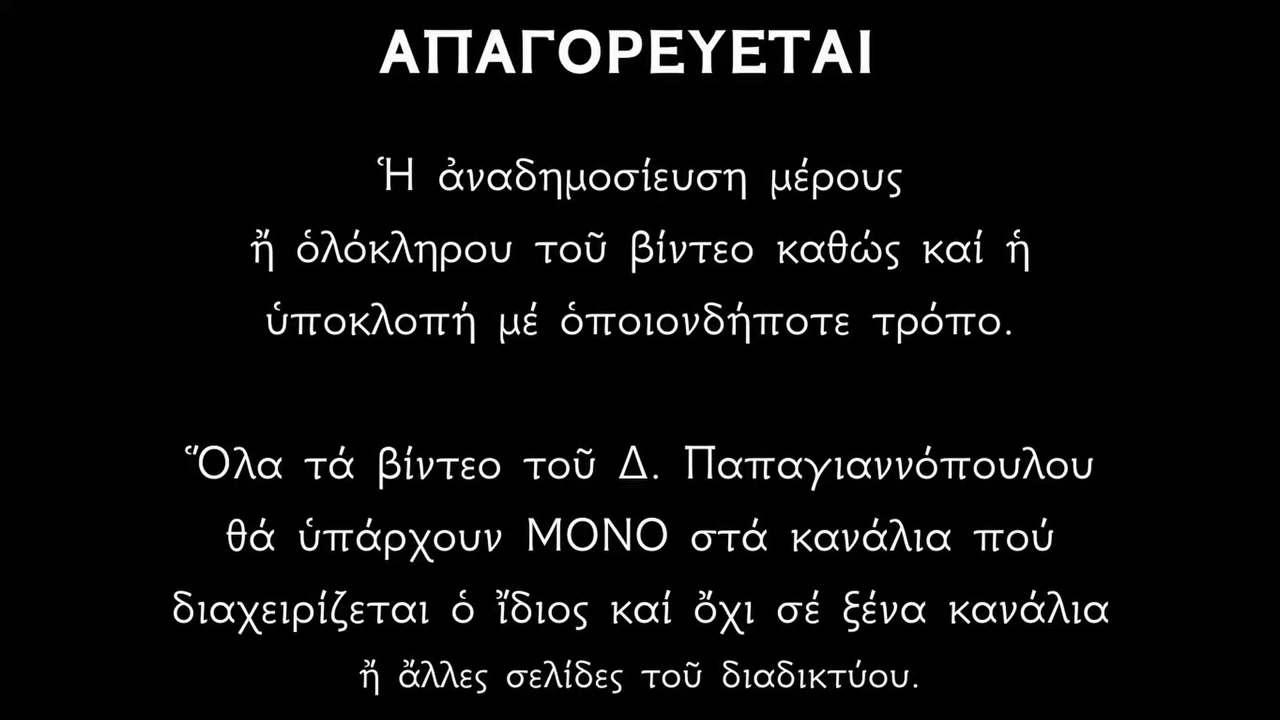 ΑΠΑΓΟΡΕΥΕΤΑΙ
Ἡ ἀναδημοσίευση μέρους
ἤ ὁλόκληρου τοῦ βίντεο καθώς καί ἡ
ὑποκλοπή μέ ὁποιονδήποτε τρόπο.
Ὅλα τά βίντεο τοῦ Δ. Παπαγιαννόπουλου
θά ὑπάρχουν ΜΟΝΟ στά κανάλια πού
διαχειρίζεται ὁ ἴδιος καί ὄχι σέ ξένα κανάλια
ἤ ἄλλες σελίδες τοῦ διαδικτύου.